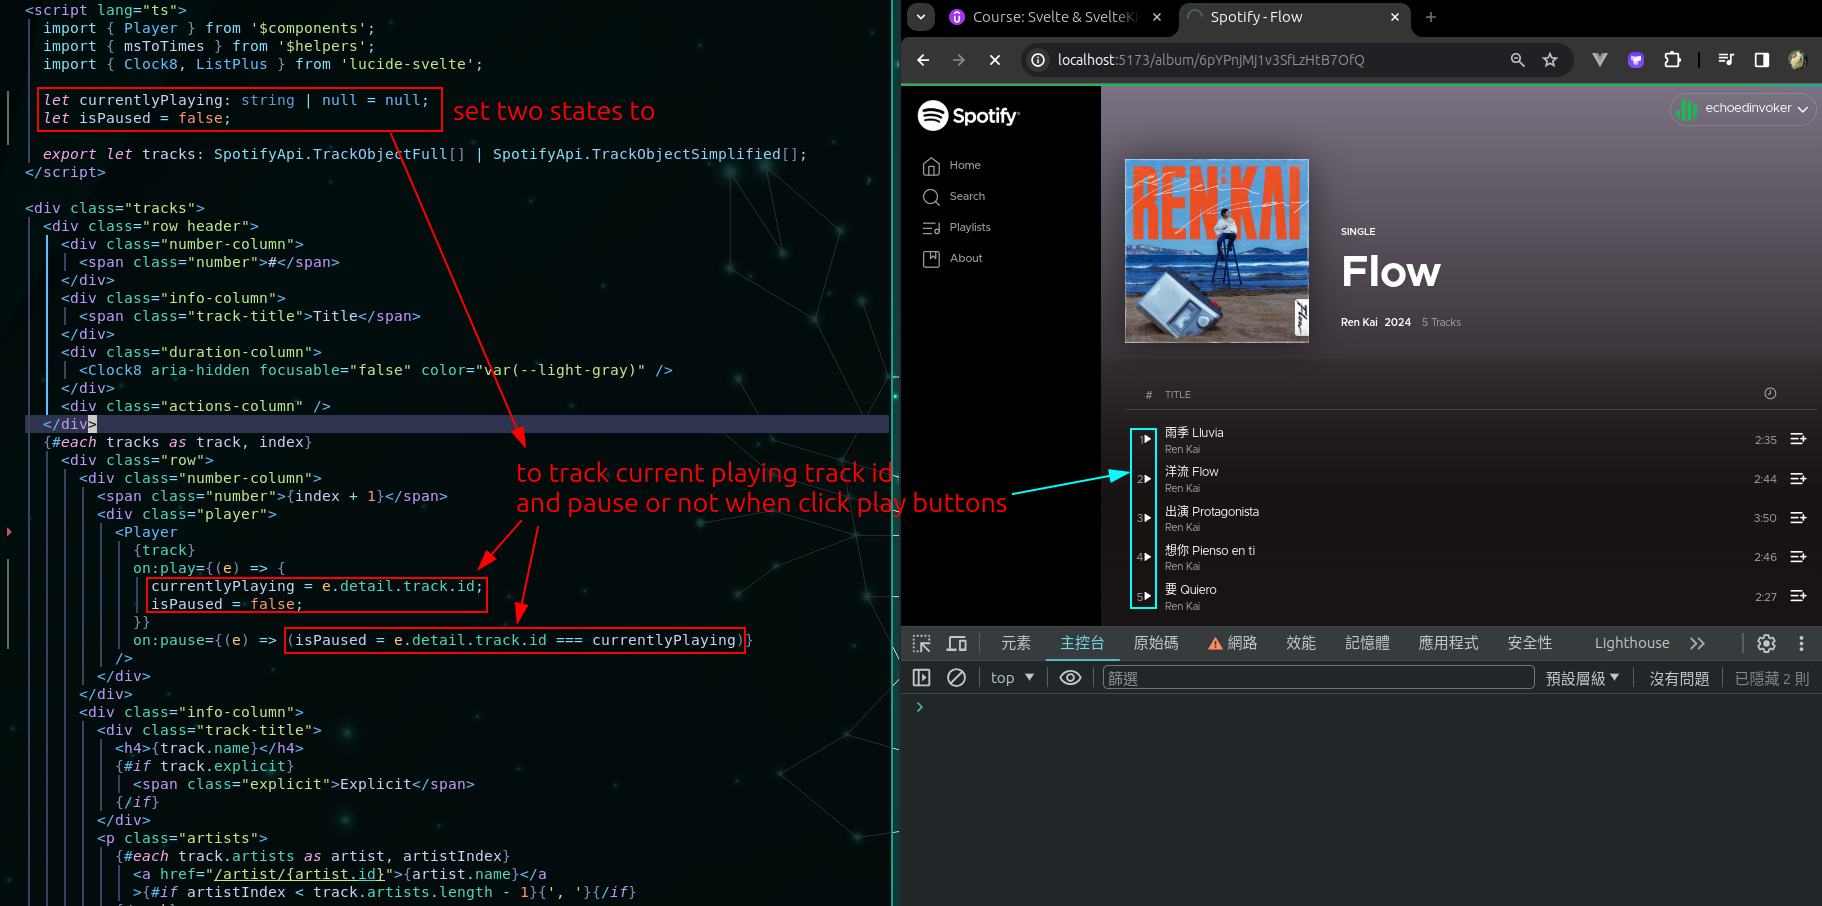 <script lang="ts">
import { Player } from '$components';
import { msToTimes } from '$helpers';
import { Clock8, ListPlus } from 'lucide-svelte';
let currentlyPlaying: string | null = null;
let isPaused = false;
set two states to
export let tracks: SpotifyApi.TrackObjectFull[] | SpotifyApi.TrackObjectSimplified[];
</script>
<div class="tracks">
<div class="row header">
<div class="number-column">
<span class="number">#</span>
</div>
<div class="info-column">
<span class="track-title">Title</span>
</div>
<div class="duration-column">
<Clock8 aria-hidden focusable="false" color="var(--light-gray)" />
</div>
<div class="actions-column" />
</div>
{#each tracks as track, index}
<div class="row">
<div class="number-column">
<span class="number">{index + 1}</span>
<div class="player">
<Player
{track}
on:play={(e) => {
currentlyPlaying = e.detail.track.id;
isPaused = false;
}}
on:pause={(e) => (isPaused = e.detail.track.id === currentlyPlaying)}
/>
</div>
</div>
<div class="info-column">
<div class="track-title">
<h4>{track.name}</h4>
{#if track.explicit}
<span class="explicit">Explicit</span>
{/if}
</div>
<p class="artists">
{#each track.artists as artist, artistIndex}
<a href="/artist/{artist.id}">{artist.name}</a
>{#if artistIndex < track.artists.length - 1}{', '}{/if}
to track current playing track id
and pause or not when click play buttons
Course: Svelte & SvelteK
Spotify - Flow
localhost:5173/album/6pYPnjMJ1v3SfLzHtB7OfQ
Spotify
echoedinvoker
Home
Search
Playlists
About
REN KAI
Flow
SINGLE
Flow
Ren Kai 2024 5 Tracks
# TITLE
1 雨季 Lluvia 2:35
Ren Kai
2 洋流 Flow 2:44
Ren Kai
3 出演 Protagonista 3:50
Ren Kai
4 想你 Pienso en ti 2:46
Ren Kai
5 要 Quiero 2:27
Ren Kai
元素 主控台 原始碼 網路 效能 記憶體 應用程式 安全性 Lighthouse
top 篩選 預設層級 沒有問題 已隱藏 2 則